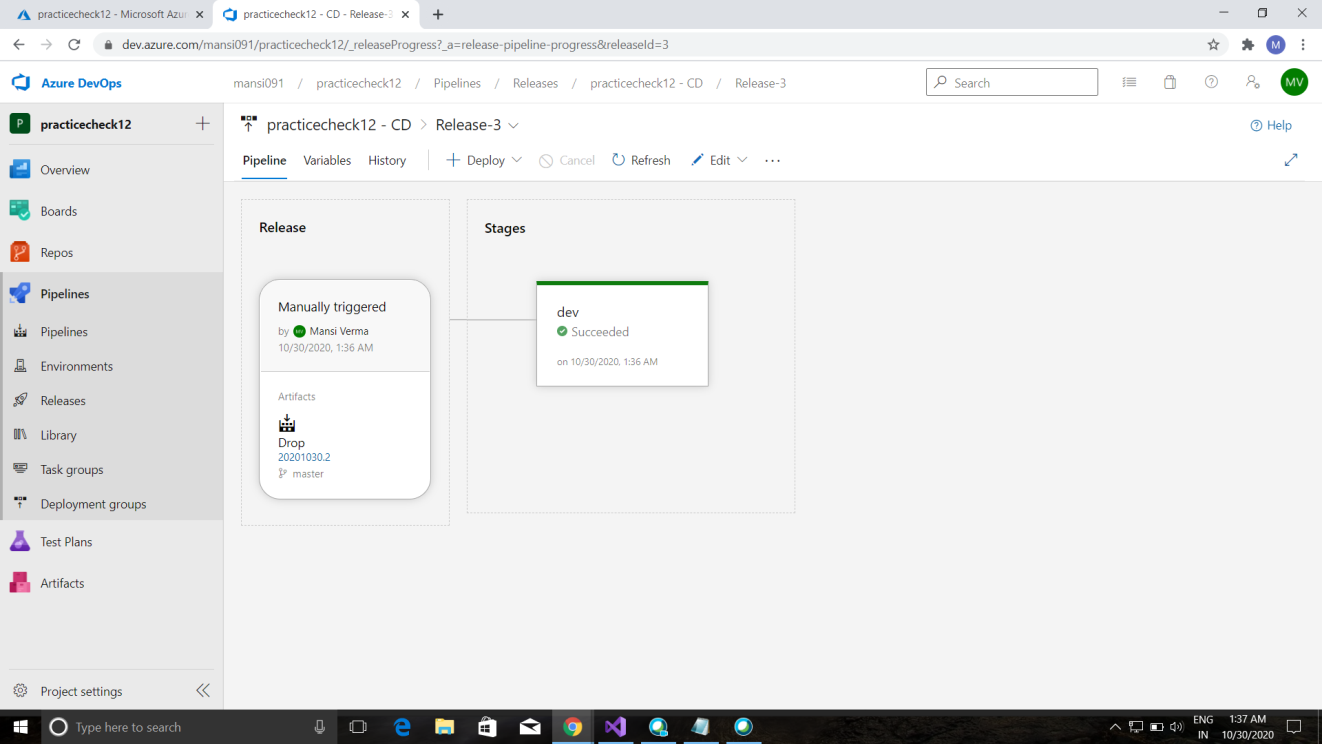 practicecheck12 - Microsoft Azu
practicecheck12 - CD - Release-3
dev.azure.com/mansi091/practicecheck12/_releaseProgress?_a=release-pipeline-progress&releaseId=3
M
Azure DevOps
mansi091 / practicecheck12 / Pipelines / Releases / practicecheck12 - CD / Release-3
Search
MV
P practicecheck12
practicecheck12 - CD > Release-3
Help
Pipeline Variables History
Deploy Cancel Refresh Edit ...
Overview
Boards
Repos
Pipelines
Pipelines
Environments
Releases
Library
Task groups
Deployment groups
Test Plans
Artifacts
Project settings
Release
Manually triggered
by MV Mansi Verma
10/30/2020, 1:36 AM
Artifacts
Drop
20201030.2
master
Stages
dev
Succeeded
on 10/30/2020, 1:36 AM
Type here to search
ENG
IN
1:37 AM
10/30/2020